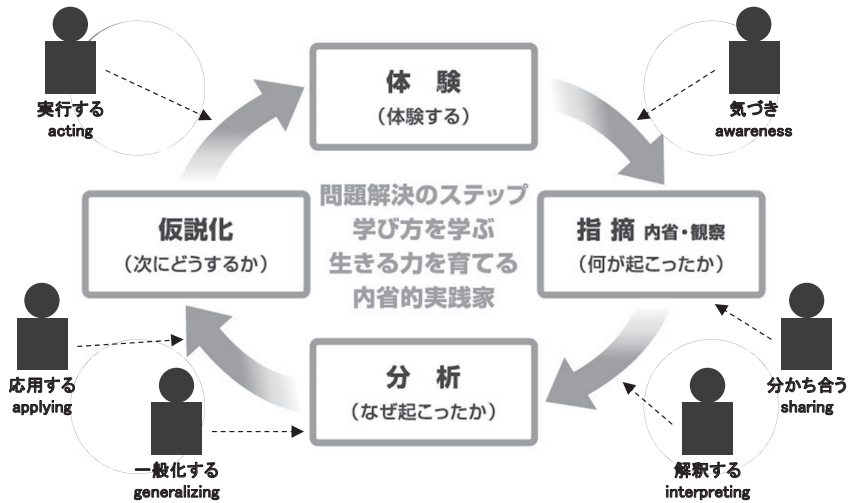 実行する
acting
体 験
(体験する)
気づき
awareness
仮説化
(次にどうするか)
問題解決のステップ
学び方を学ぶ
生きる力を育てる
内省的実践家
指 摘 内省・観察
(何が起こったか)
応用する
applying
分 析
(なぜ起こったか)
分かち合う
sharing
一般化する
generalizing
解釈する
interpreting